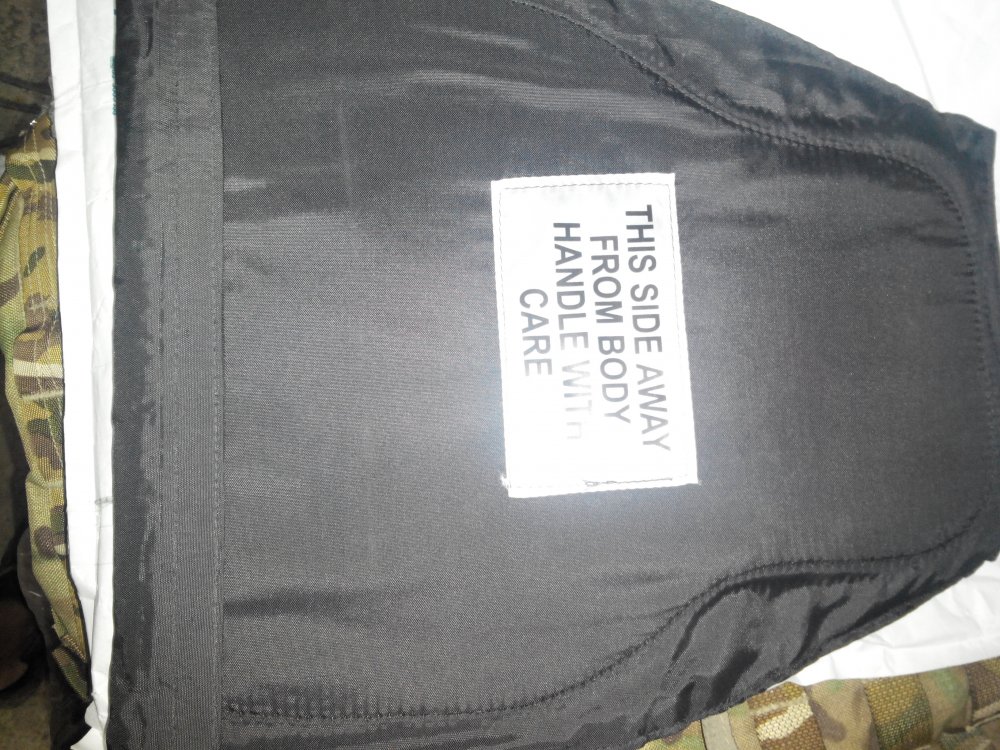 THIS SIDE AWAY
FROM BODY
HANDLE WITH
CARE